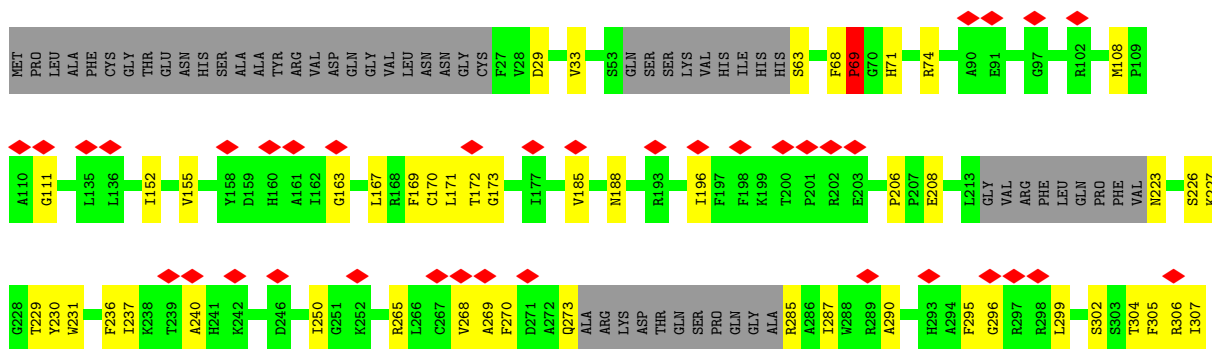 MET PRO LEU ALA PHE CYS GLY THR GLU ASN HIS SER ALA ALA TYR ARG VAL ASP GLN GLY VAL LEU ASN ASN GLY CYS F27 V28 D29 V33 S53 GLN SER SER LYS VAL HIS ILE HIS HIS S63 F68 P69 G70 H71 R74 A90 E91 G97 R102 M108 P109
A110 G111 L135 L136 I152 V155 Y158 D159 H160 A161 I162 G163 L167 R168 F169 C170 L171 T172 G173 I177 V185 N188 R193 I196 F197 F198 K199 T200 P201 R202 E203 P206 P207 E208 L213 GLY VAL ARG PHE LEU GLN PRO PHE VAL N223 S226 K227
G228 T229 Y230 W231 F236 I237 K238 T239 A240 H241 K242 D246 I250 G251 K252 R265 L266 C267 V268 A269 F270 D271 A272 Q273 ALA ARG LYS ASP THR GLN SER PRO GLN GLY ALA R285 A286 I287 W288 R289 A290 H293 A294 F295 G296 R297 R298 L299 S302 S303 T304 F305 R306 I307